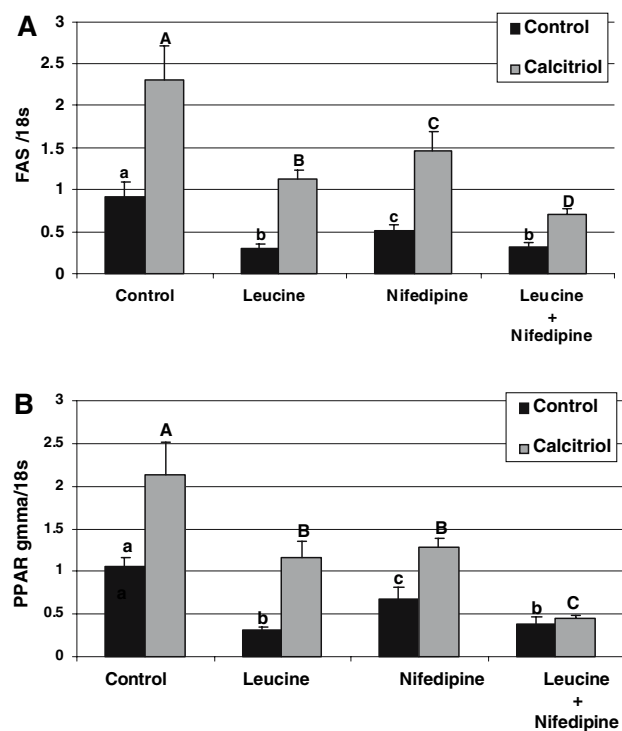 A
3
2.5
2
1.5
1
0.5
0
FAS /18s
Control
Calcitriol
a
A
b
B
c
C
b
D
Control
Leucine
Nifedipine
Leucine
+
Nifedipine
B
3
2.5
2
1.5
1
0.5
0
PPAR gmma/18s
Control
Calcitriol
a
a
A
b
B
c
B
b
C
Control
Leucine
Nifedipine
Leucine
+
Nifedipine